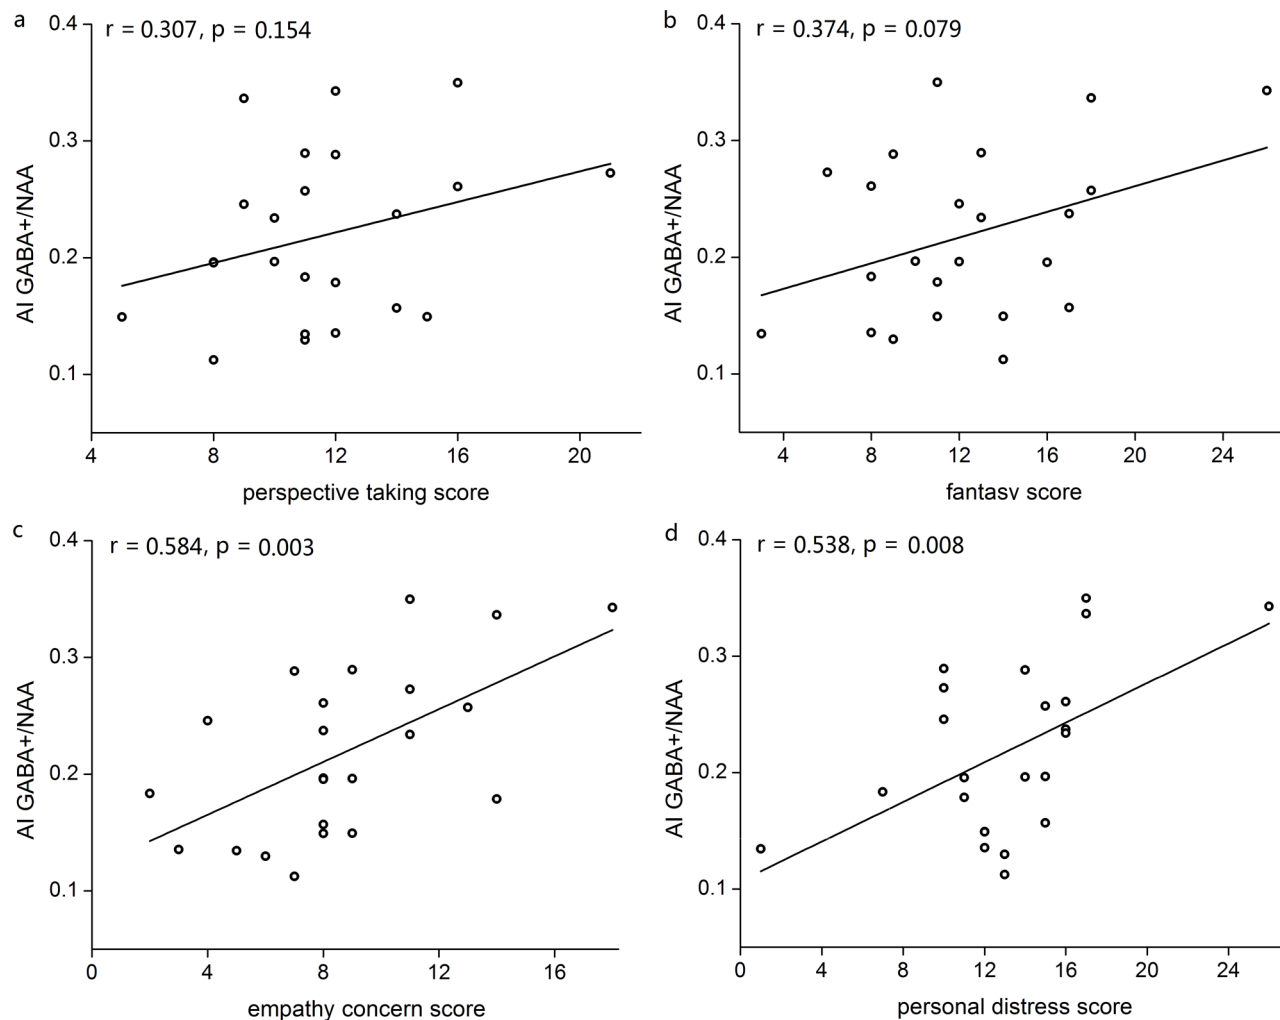 a
r = 0.307, p = 0.154
0.4
0.3
0.2
0.1
AI GABA+/NAA
4 8 12 16 20
perspective taking score
b
r = 0.374, p = 0.079
0.4
0.3
0.2
0.1
AI GABA+/NAA
4 8 12 16 20 24
fantasv score
c
r = 0.584, p = 0.003
0.4
0.3
0.2
0.1
AI GABA+/NAA
0 4 8 12 16
empathy concern score
d
r = 0.538, p = 0.008
0.4
0.3
0.2
0.1
AI GABA+/NAA
0 4 8 12 16 20 24
personal distress score